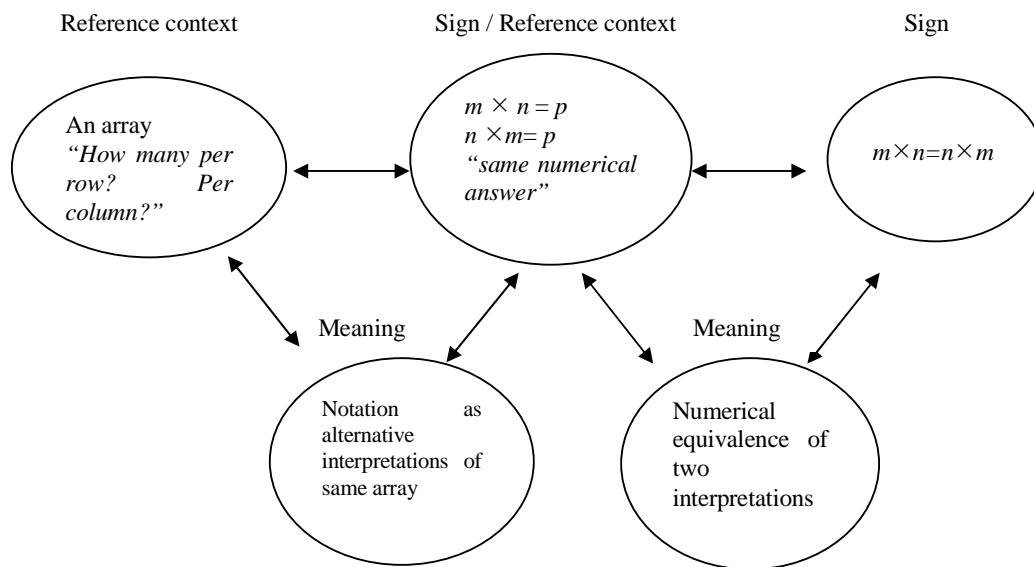 Reference context
Sign / Reference context
Sign
An array
“How many per
row? Per
column?”
m × n = p
n ×m= p
“same numerical
answer”
m×n=n×m
Meaning
Meaning
Notation as
alternative
interpretations of
same array
Numerical
equivalence of
two
interpretations